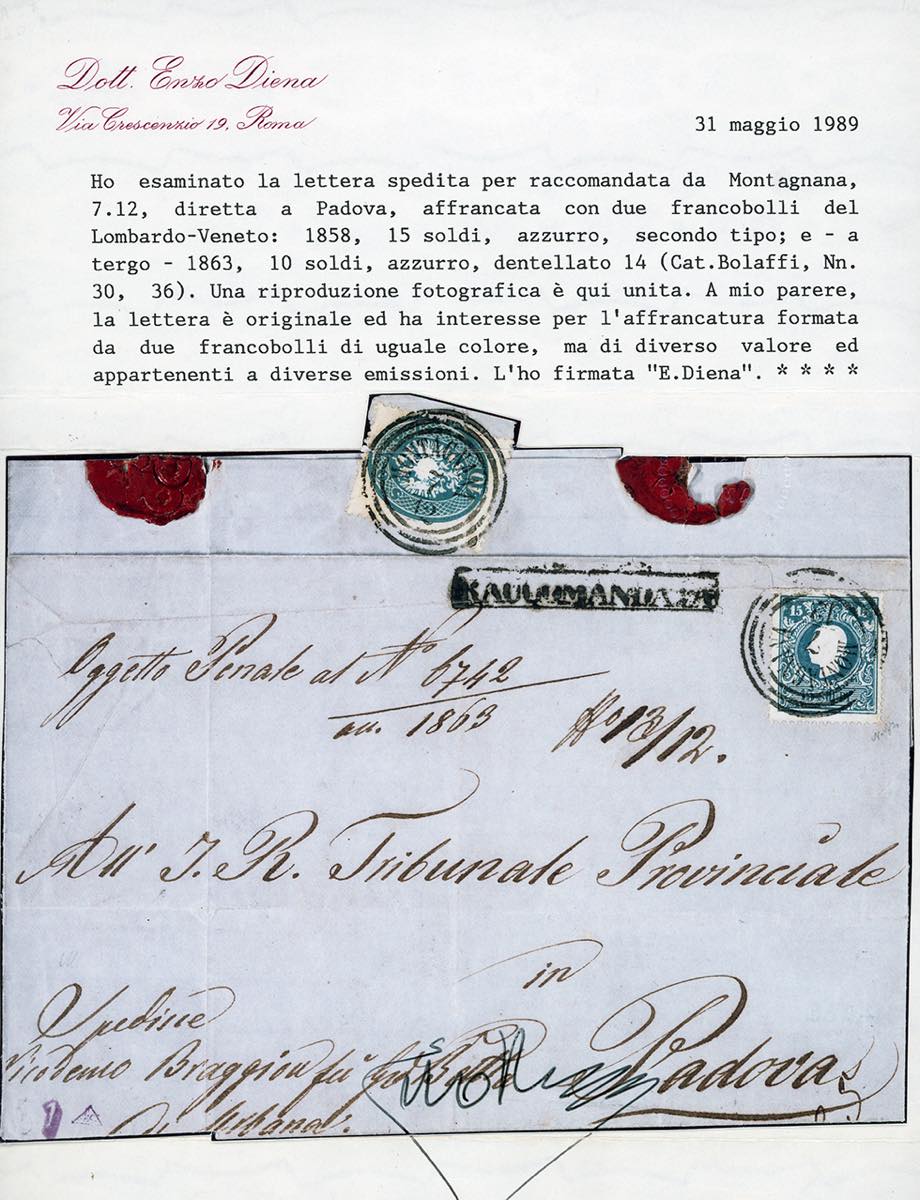 Dott. Enzo Diena
Via Crescenzio 19, Roma
31 maggio 1989
Ho esaminato la lettera spedita per raccomandata da Montagnana,
7.12, diretta a Padova, affrancata con due francobolli del
Lombardo-Veneto: 1858, 15 soldi, azzurro, secondo tipo; e - a
tergo - 1863, 10 soldi, azzurro, dentellato 14 (Cat.Bolaffi, Nn.
30, 36). Una riproduzione fotografica è qui unita. A mio parere,
la lettera è originale ed ha interesse per l'affrancatura formata
da due francobolli di uguale colore, ma di diverso valore ed
appartenenti a diverse emissioni. L'ho firmata "E.Diena". * * * *
MONTAGNANA
RACCOMANDATA
15
Oggetto Penale al No 6742
1863
13/12.
All' I. R. Tribunale Provinciale
in
Padova
Spedisce